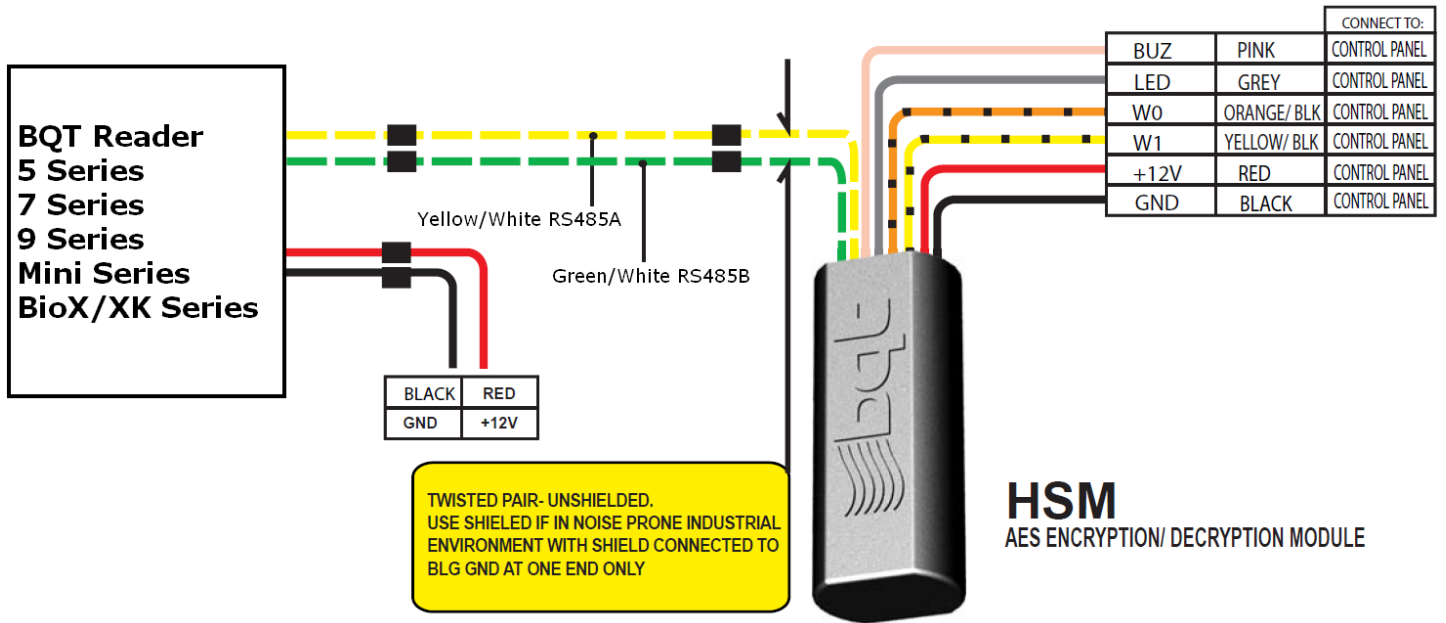 BQT Reader
5 Series
7 Series
9 Series
Mini Series
BioX/XK Series
Yellow/White RS485A
Green/White RS485B
BLACK RED
GND +12V
TWISTED PAIR- UNSHIELDED.
USE SHIELED IF IN NOISE PRONE INDUSTRIAL
ENVIRONMENT WITH SHIELD CONNECTED TO
BLG GND AT ONE END ONLY
CONNECT TO:
BUZ PINK CONTROL PANEL
LED GREY CONTROL PANEL
W0 ORANGE/ BLK CONTROL PANEL
W1 YELLOW/ BLK CONTROL PANEL
+12V RED CONTROL PANEL
GND BLACK CONTROL PANEL
bqt
HSM
AES ENCRYPTION/ DECRYPTION MODULE